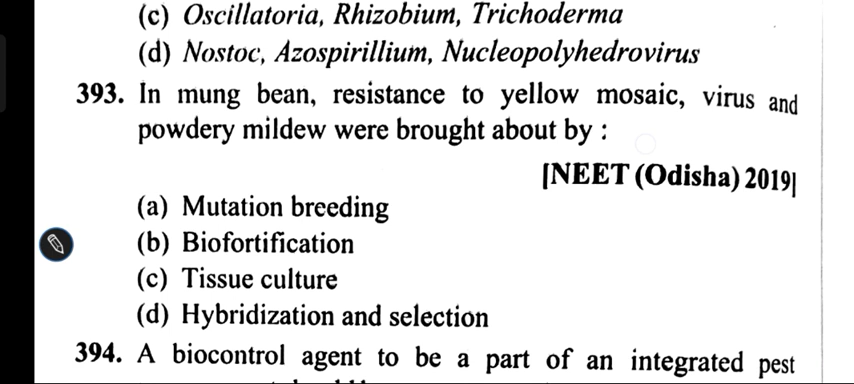 (c) Oscillatoria, Rhizobium, Trichoderma
(d) Nostoc, Azospirillium, Nucleopolyhedrovirus
393. In mung bean, resistance to yellow mosaic, virus and
powdery mildew were brought about by :
[NEET (Odisha) 2019]
(a) Mutation breeding
(b) Biofortification
(c) Tissue culture
(d) Hybridization and selection
394. A biocontrol agent to be a part of an integrated pest